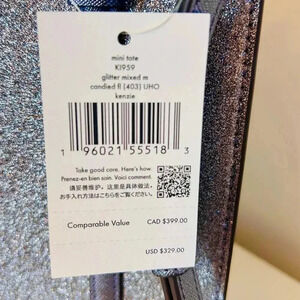 mini tote
KI959
glitter mixed m
candied fl (403) UHO
kenzie
1 96021 55518 3
Take good care. Here's how.
Prenez-en bien soin. Voici comment.
请妥善维护，这里是具体做法。
お手入れ方法はこちらをご覧ください。
Comparable Value CAD $399.00
USD $329.00